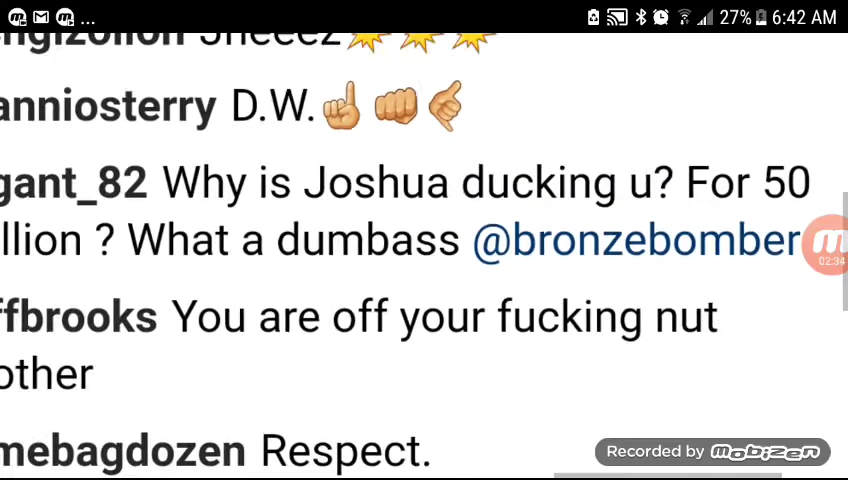 ... 27% 6:42 AM
anniosterry D.W.☝️👊🤙
gant_82 Why is Joshua ducking u? For 50
llion ? What a dumbass @bronzebomber
ffbrooks You are off your fucking nut
other
02:34
mebagdozen Respect.
Recorded by mobizen